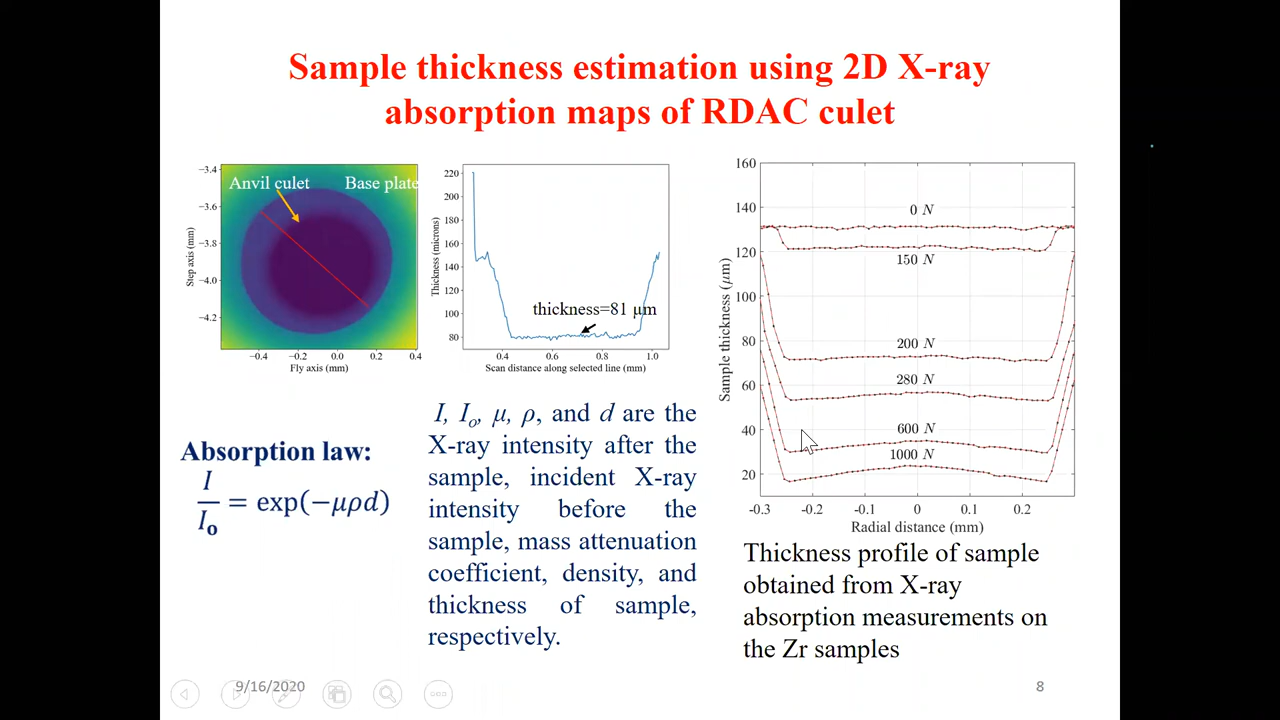 Sample thickness estimation using 2D X-ray
absorption maps of RDAC culet
Anvil culet
Base plate
−3.4
−3.6
−3.8
−4.0
−4.2
Step axis (mm)
−0.4
−0.2
0.0
0.2
0.4
Fly axis (mm)
220
200
180
160
140
120
100
80
Thickness (microns)
thickness=81 μm
0.4
0.6
0.8
1.0
Scan distance along selected line (mm)
160
140
120
100
80
60
40
20
Sample thickness (μm)
0 N
150 N
200 N
280 N
600 N
1000 N
-0.3
-0.2
-0.1
0
0.1
0.2
Radial distance (mm)
Absorption law:
I/Iₒ = exp(−μρd)
I, Iₒ, μ, ρ, and d are the
X-ray intensity after the
sample, incident X-ray
intensity before the
sample, mass attenuation
coefficient, density, and
thickness of sample,
respectively.
Thickness profile of sample
obtained from X-ray
absorption measurements on
the Zr samples
9/16/2020
8